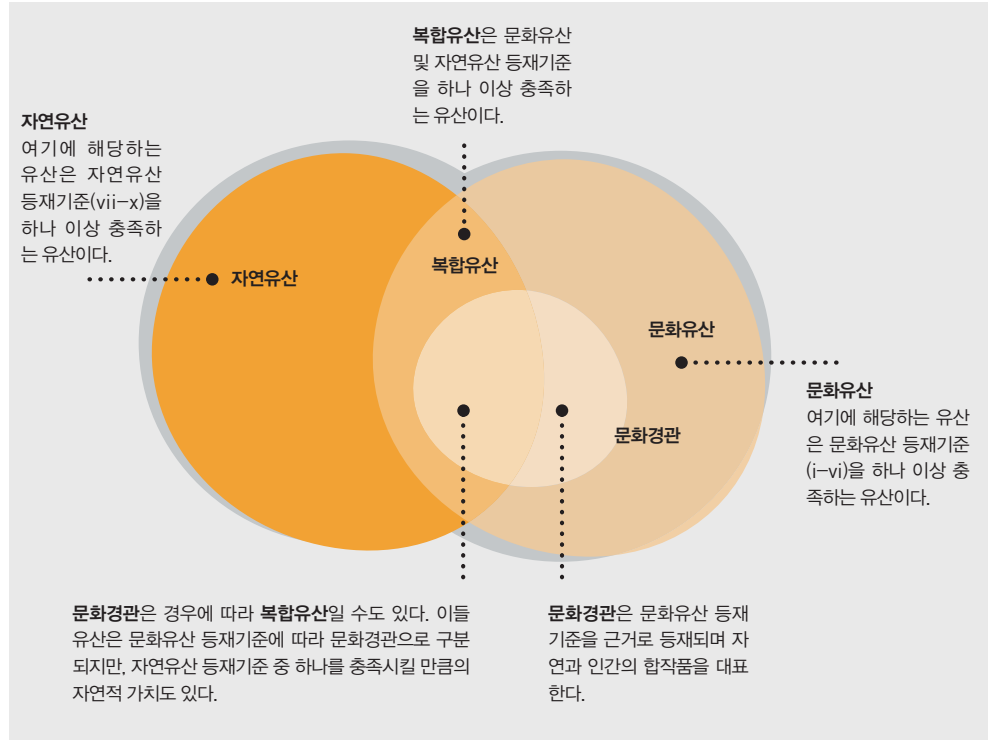 복합유산은 문화유산
및 자연유산 등재기준
을 하나 이상 충족하
는 유산이다.
자연유산
여기에 해당하는
유산은 자연유산
등재기준(vii-x)을
하나 이상 충족하
는 유산이다.
자연유산
복합유산
문화유산
문화경관
문화유산
여기에 해당하는 유산
은 문화유산 등재기준
(i-vi)을 하나 이상 충
족하는 유산이다.
문화경관은 경우에 따라 복합유산일 수도 있다. 이들
유산은 문화유산 등재기준에 따라 문화경관으로 구분
되지만, 자연유산 등재기준 중 하나를 충족시킬 만큼의
자연적 가치도 있다.
문화경관은 문화유산 등재
기준을 근거로 등재되며 자
연과 인간의 합작품을 대표
한다.